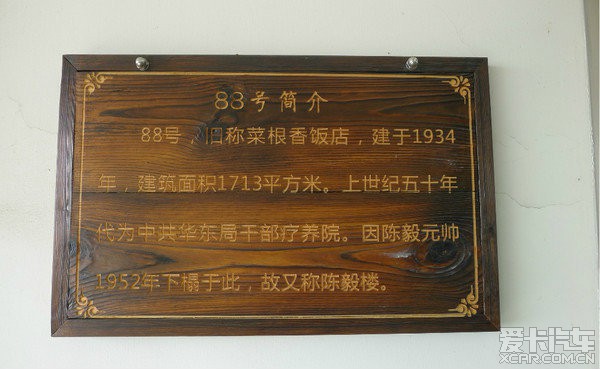 88号简介
88号，旧称菜根香饭店，建于1934
年，建筑面积1713平方米。上世纪五十年
代为中共华东局干部疗养院。因陈毅元帅
1952年下榻于此，故又称陈毅楼。
爱卡汽车
XCAR.COM.CN